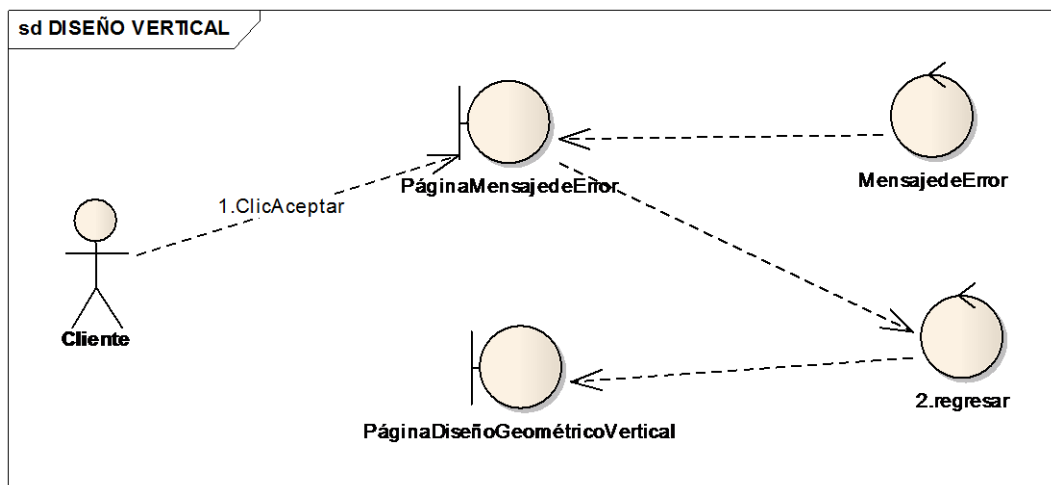 sd DISEÑO VERTICAL
PáginaMensajedeError
MensajedeError
1.ClicAceptar
Cliente
2.regresar
PáginaDiseñoGeométricoVertical